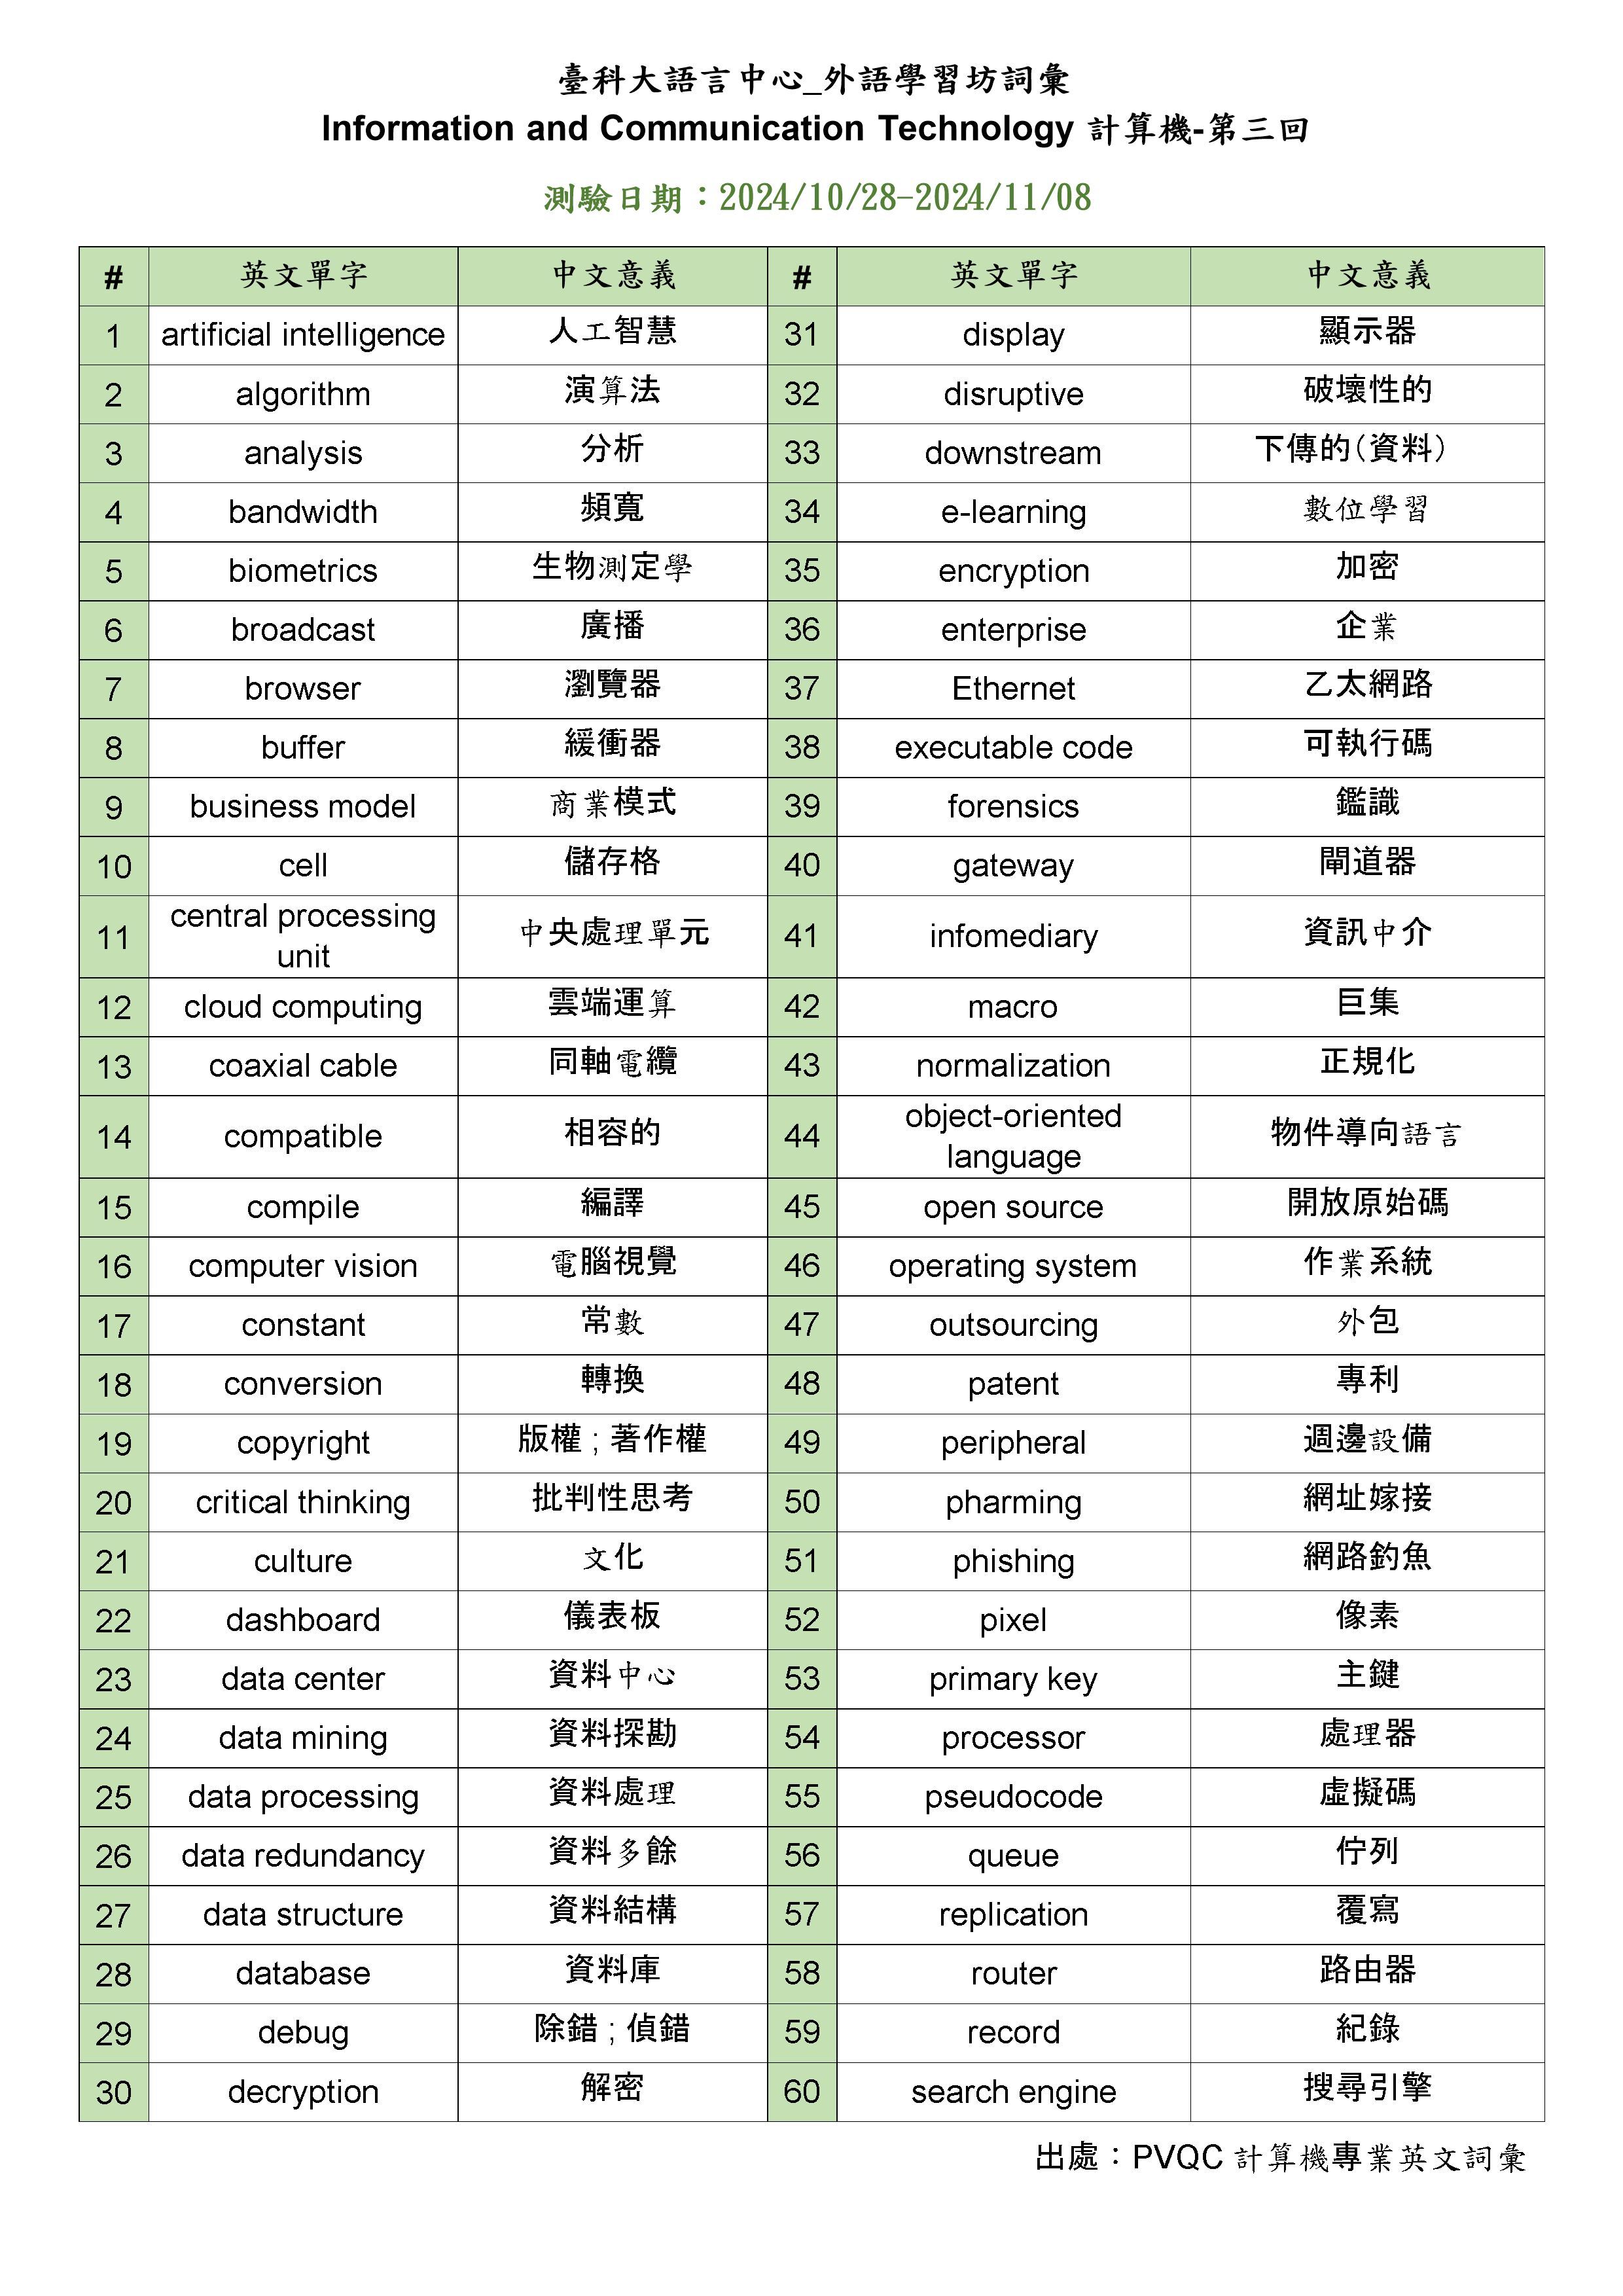 臺科大語言中心_外語學習坊詞彙
Information and Communication Technology 計算機-第三回
測驗日期：2024/10/28-2024/11/08
# 英文單字 中文意義 # 英文單字 中文意義
1 artificial intelligence 人工智慧 31 display 顯示器
2 algorithm 演算法 32 disruptive 破壞性的
3 analysis 分析 33 downstream 下傳的(資料)
4 bandwidth 頻寬 34 e-learning 數位學習
5 biometrics 生物測定學 35 encryption 加密
6 broadcast 廣播 36 enterprise 企業
7 browser 瀏覽器 37 Ethernet 乙太網路
8 buffer 緩衝器 38 executable code 可執行碼
9 business model 商業模式 39 forensics 鑑識
10 cell 儲存格 40 gateway 閘道器
11 central processing unit 中央處理單元 41 infomediary 資訊中介
12 cloud computing 雲端運算 42 macro 巨集
13 coaxial cable 同軸電纜 43 normalization 正規化
14 compatible 相容的 44 object-oriented language 物件導向語言
15 compile 編譯 45 open source 開放原始碼
16 computer vision 電腦視覺 46 operating system 作業系統
17 constant 常數 47 outsourcing 外包
18 conversion 轉換 48 patent 專利
19 copyright 版權 ; 著作權 49 peripheral 週邊設備
20 critical thinking 批判性思考 50 pharming 網址嫁接
21 culture 文化 51 phishing 網路釣魚
22 dashboard 儀表板 52 pixel 像素
23 data center 資料中心 53 primary key 主鍵
24 data mining 資料探勘 54 processor 處理器
25 data processing 資料處理 55 pseudocode 虛擬碼
26 data redundancy 資料多餘 56 queue 佇列
27 data structure 資料結構 57 replication 覆寫
28 database 資料庫 58 router 路由器
29 debug 除錯 ; 偵錯 59 record 紀錄
30 decryption 解密 60 search engine 搜尋引擎
出處：PVQC 計算機專業英文詞彙